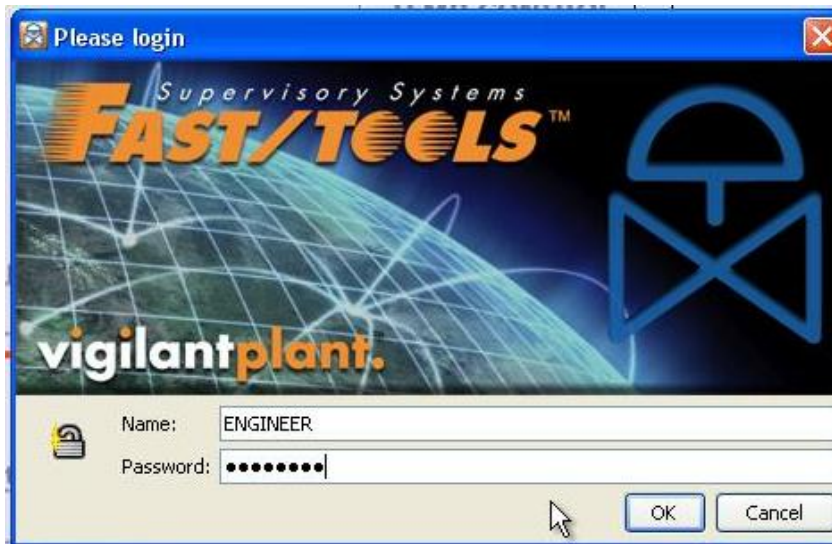 Please login
Supervisory Systems
FAST/TOOLS™
vigilantplant.
Name: ENGINEER
Password: ●●●●●●●●
OK Cancel